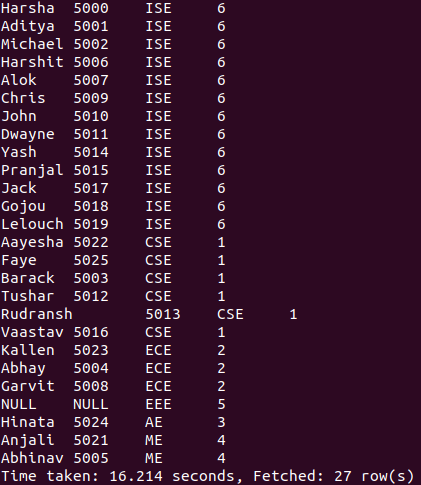 Harsha 5000 ISE 6
Aditya 5001 ISE 6
Michael 5002 ISE 6
Harshit 5006 ISE 6
Alok 5007 ISE 6
Chris 5009 ISE 6
John 5010 ISE 6
Dwayne 5011 ISE 6
Yash 5014 ISE 6
Pranjal 5015 ISE 6
Jack 5017 ISE 6
Gojou 5018 ISE 6
Lelouch 5019 ISE 6
Aayesha 5022 CSE 1
Faye 5025 CSE 1
Barack 5003 CSE 1
Tushar 5012 CSE 1
Rudransh 5013 CSE 1
Vaastav 5016 CSE 1
Kallen 5023 ECE 2
Abhay 5004 ECE 2
Garvit 5008 ECE 2
NULL NULL EEE 5
Hinata 5024 AE 3
Anjali 5021 ME 4
Abhinav 5005 ME 4
Time taken: 16.214 seconds, Fetched: 27 row(s)